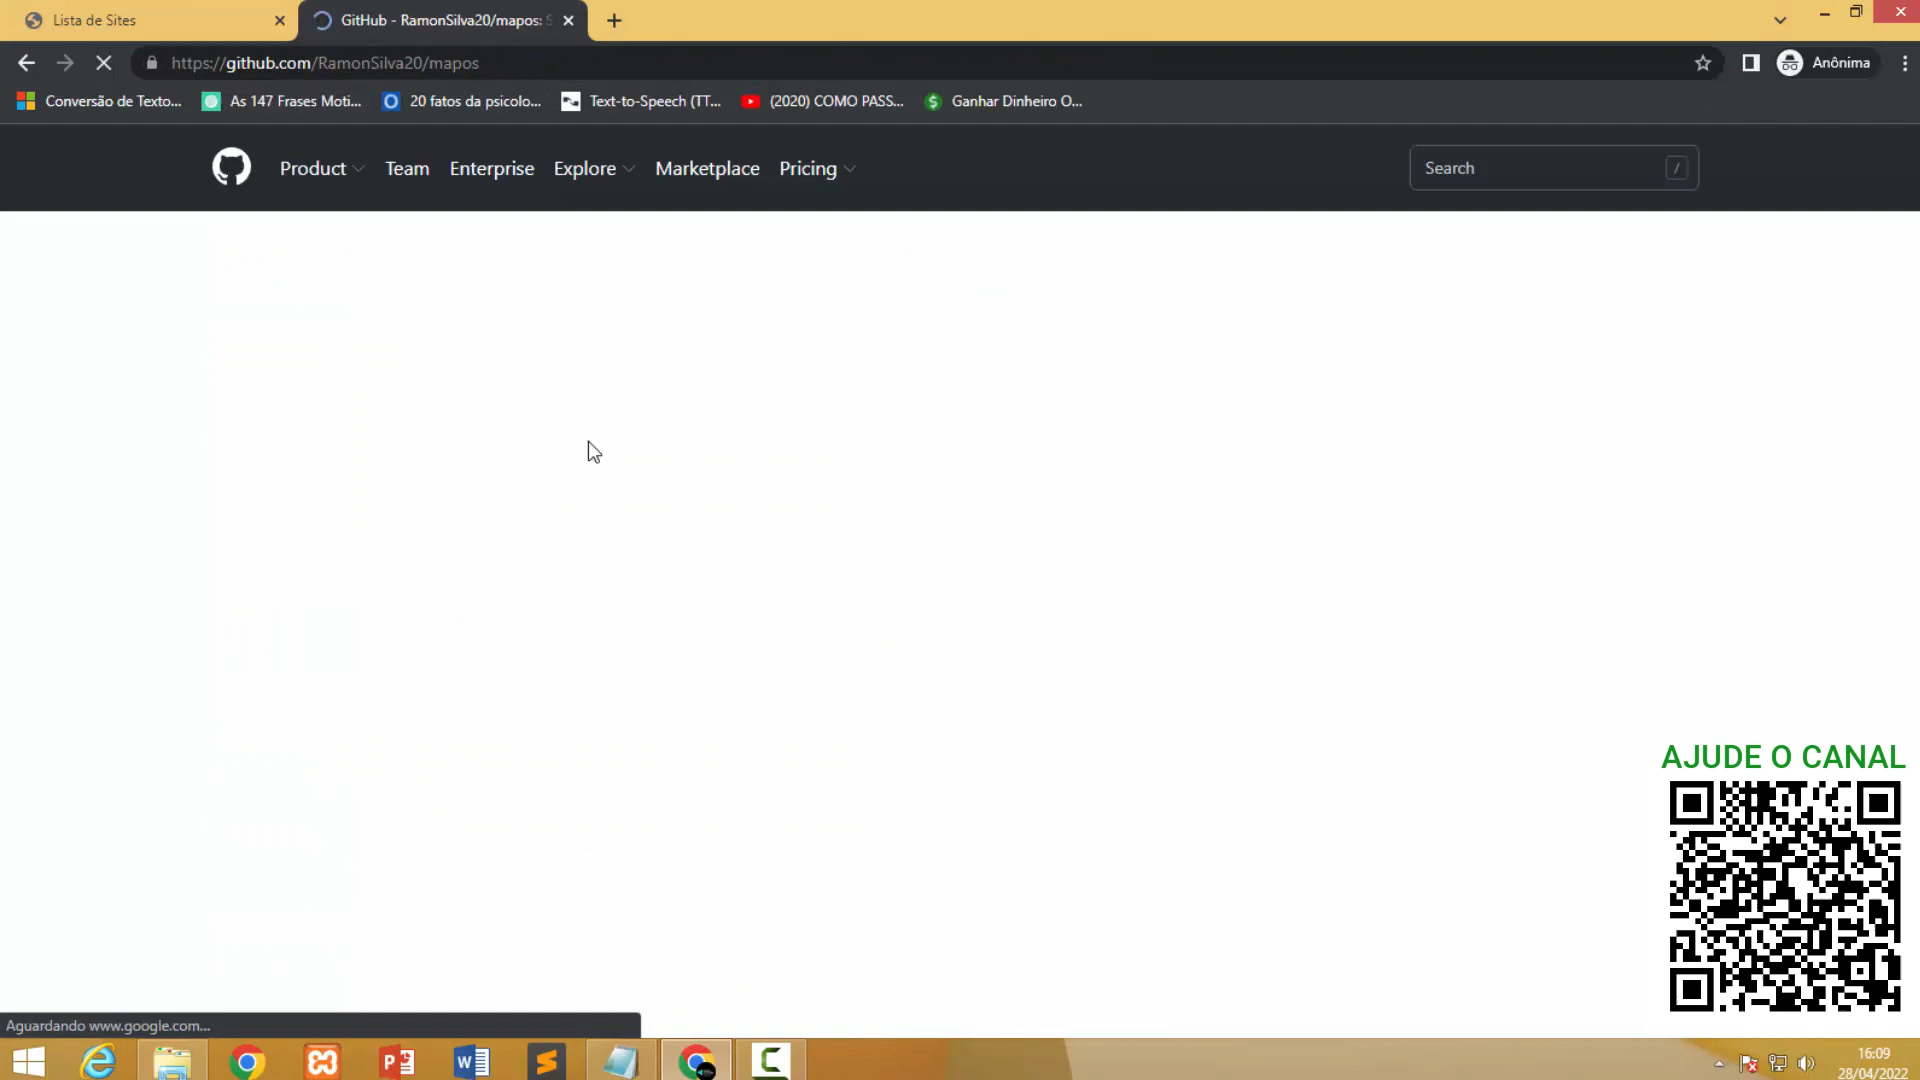 Lista de Sites
GitHub - RamonSilva20/mapos: S
https://github.com/RamonSilva20/mapos
Anônima
Conversão de Texto...
As 147 Frases Moti...
20 fatos da psicolo...
Text-to-Speech (TT...
(2020) COMO PASS...
Ganhar Dinheiro O...
Product
Team
Enterprise
Explore
Marketplace
Pricing
Search
/
AJUDE O CANAL
Aguardando www.google.com...
16:09
28/04/2022